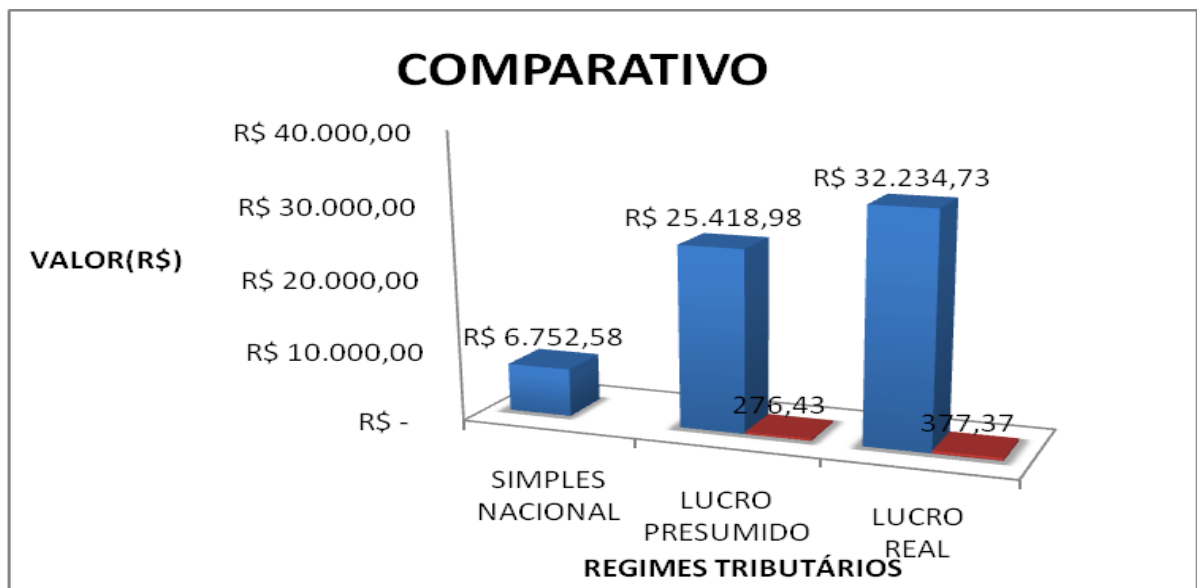 COMPARATIVO
R$ 40.000,00
R$ 30.000,00
R$ 20.000,00
R$ 10.000,00
R$ -
VALOR(R$)
R$ 6.752,58
R$ 25.418,98
276,43
R$ 32.234,73
377,37
SIMPLES
NACIONAL
LUCRO
PRESUMIDO
LUCRO
REAL
REGIMES TRIBUTÁRIOS